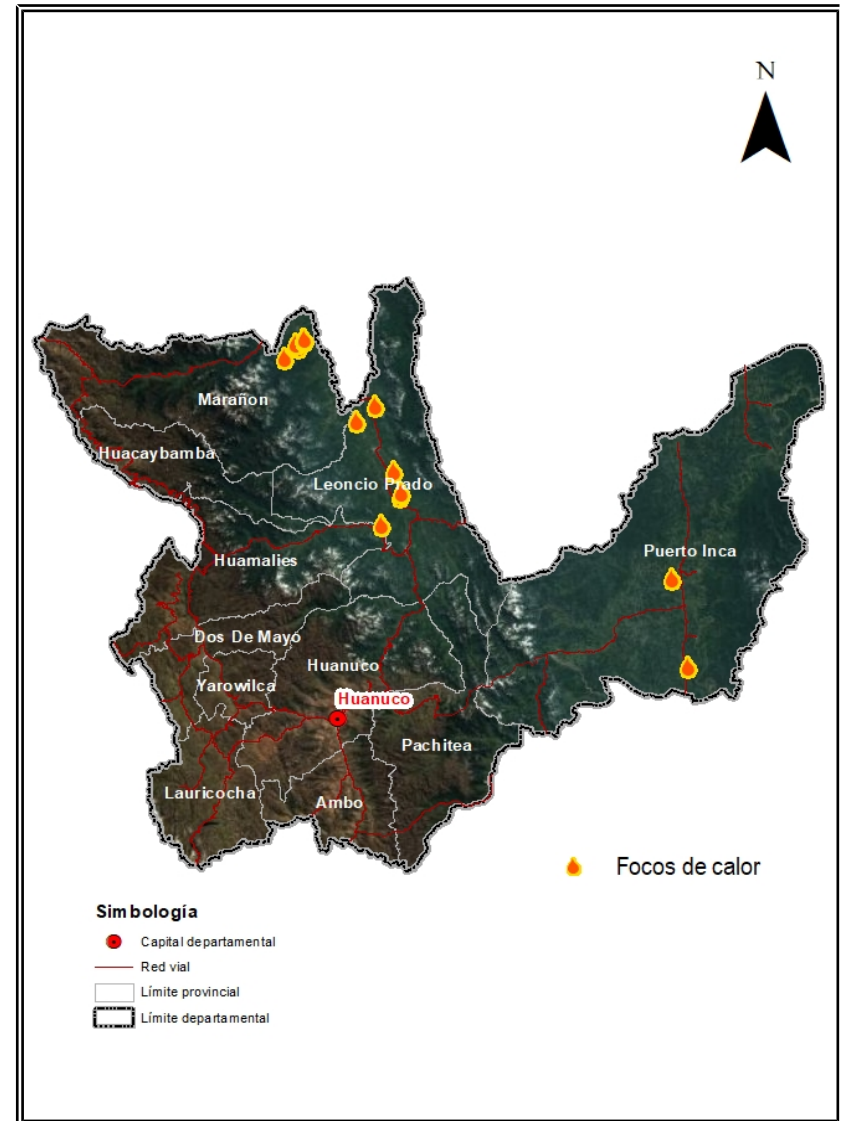 N
Marañon
Huacaybamba
Leoncio Prado
Puerto Inca
Huamalies
Dos De Mayo
Huanuco
Yarowilca
Huanuco
Pachitea
Lauricocha
Ambo
Focos de calor
Simbología
Capital departamental
Red vial
Límite provincial
Límite departamental